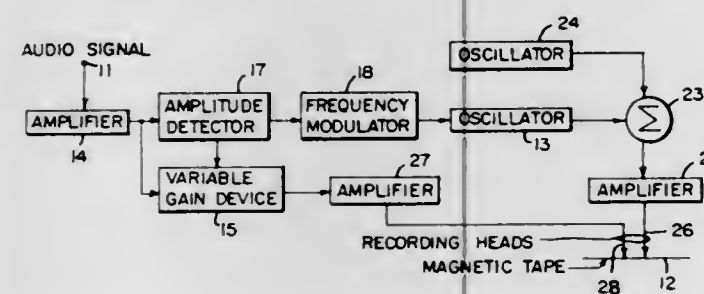 24
OSCILLATOR
AUDIO SIGNAL
11
17
18
23
AMPLIFIER
14
AMPLITUDE
DETECTOR
FREQUENCY
MODULATOR
OSCILLATOR
13
Σ
VARIABLE
GAIN DEVICE
15
27
AMPLIFIER
2
AMPLIFIER
RECORDING HEADS
26
MAGNETIC TAPE
28
12